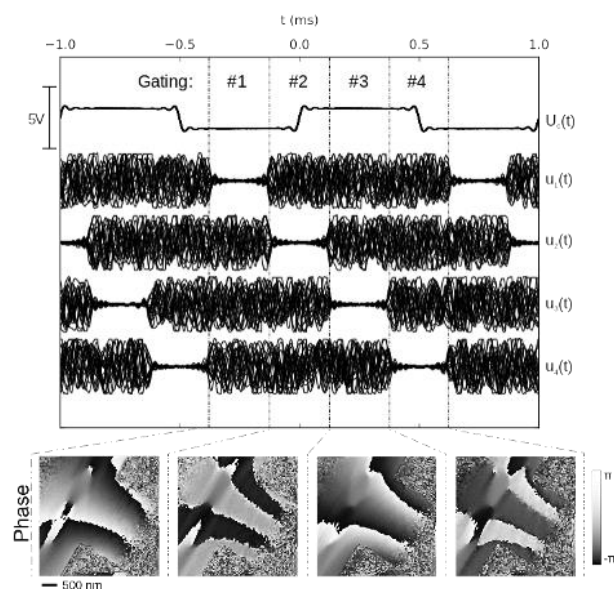 t (ms)
−1.0 −0.5 0.0 0.5 1.0
Gating: #1 #2 #3 #4
5V
U₀(t)
u₁(t)
u₂(t)
u₃(t)
u₄(t)
Phase
π
-π
500 nm